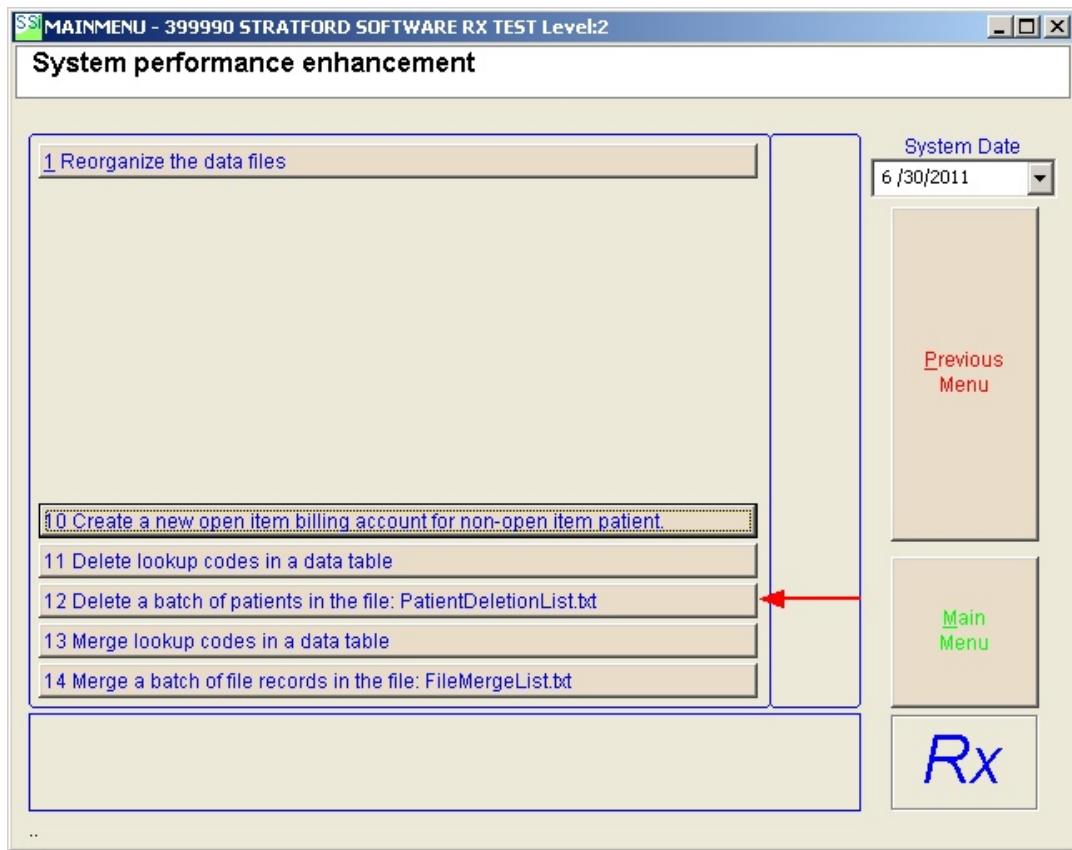 SSI MAINMENU - 399990 STRATFORD SOFTWARE RX TEST Level:2
System performance enhancement
System Date
6 /30/2011
1 Reorganize the data files
Previous
Menu
10 Create a new open item billing account for non-open item patient.
11 Delete lookup codes in a data table
12 Delete a batch of patients in the file: PatientDeletionList.txt
13 Merge lookup codes in a data table
14 Merge a batch of file records in the file: FileMergeList.txt
Main
Menu
Rx
..